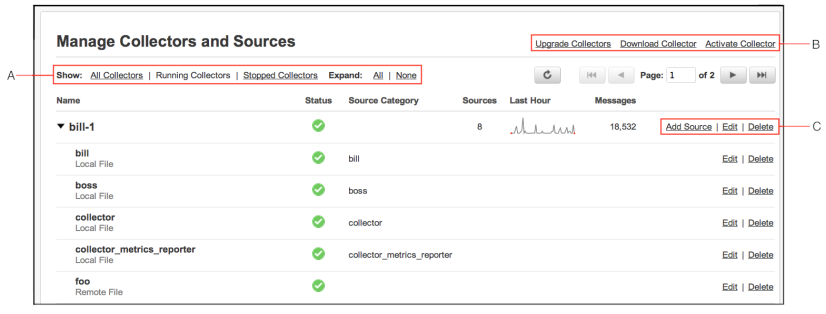 Manage Collectors and Sources
Upgrade Collectors Download Collector Activate Collector
B
A
Show: All Collectors | Running Collectors | Stopped Collectors Expand: All | None
Page: 1 of 2
Name Status Source Category Sources Last Hour Messages
bill-1 8 18,532 Add Source | Edit | Delete
C
bill
Local File
bill Edit | Delete
boss
Local File
boss Edit | Delete
collector
Local File
collector Edit | Delete
collector_metrics_reporter
Local File
collector_metrics_reporter Edit | Delete
foo
Remote File
Edit | Delete